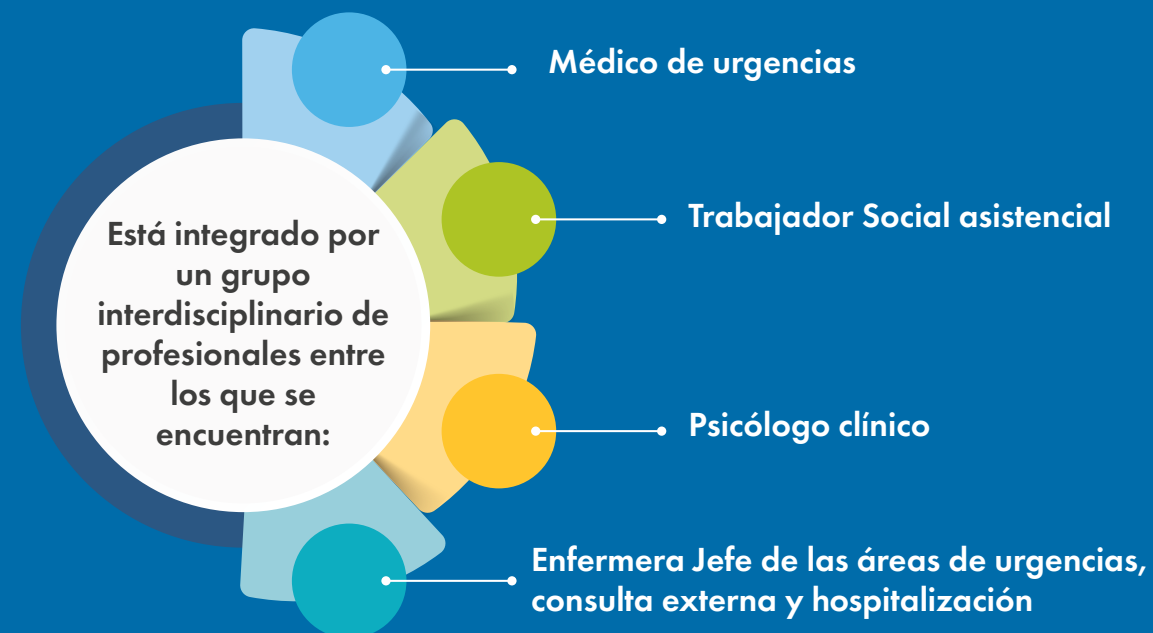 Está integrado por
un grupo
interdisciplinario de
profesionales entre
los que se
encuentran:
Médico de urgencias
Trabajador Social asistencial
Psicólogo clínico
Enfermera Jefe de las áreas de urgencias,
consulta externa y hospitalización